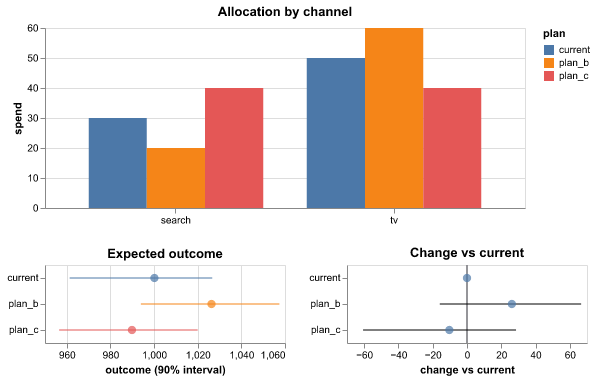 Allocation by channel
plan
current
plan_b
plan_c
60
50
40
30
20
10
0
spend
search
tv
Expected outcome
current
plan_b
plan_c
960 980 1,000 1,020 1,040 1,060
outcome (90% interval)
Change vs current
current
plan_b
plan_c
−60 −40 −20 0 20 40 60
change vs current